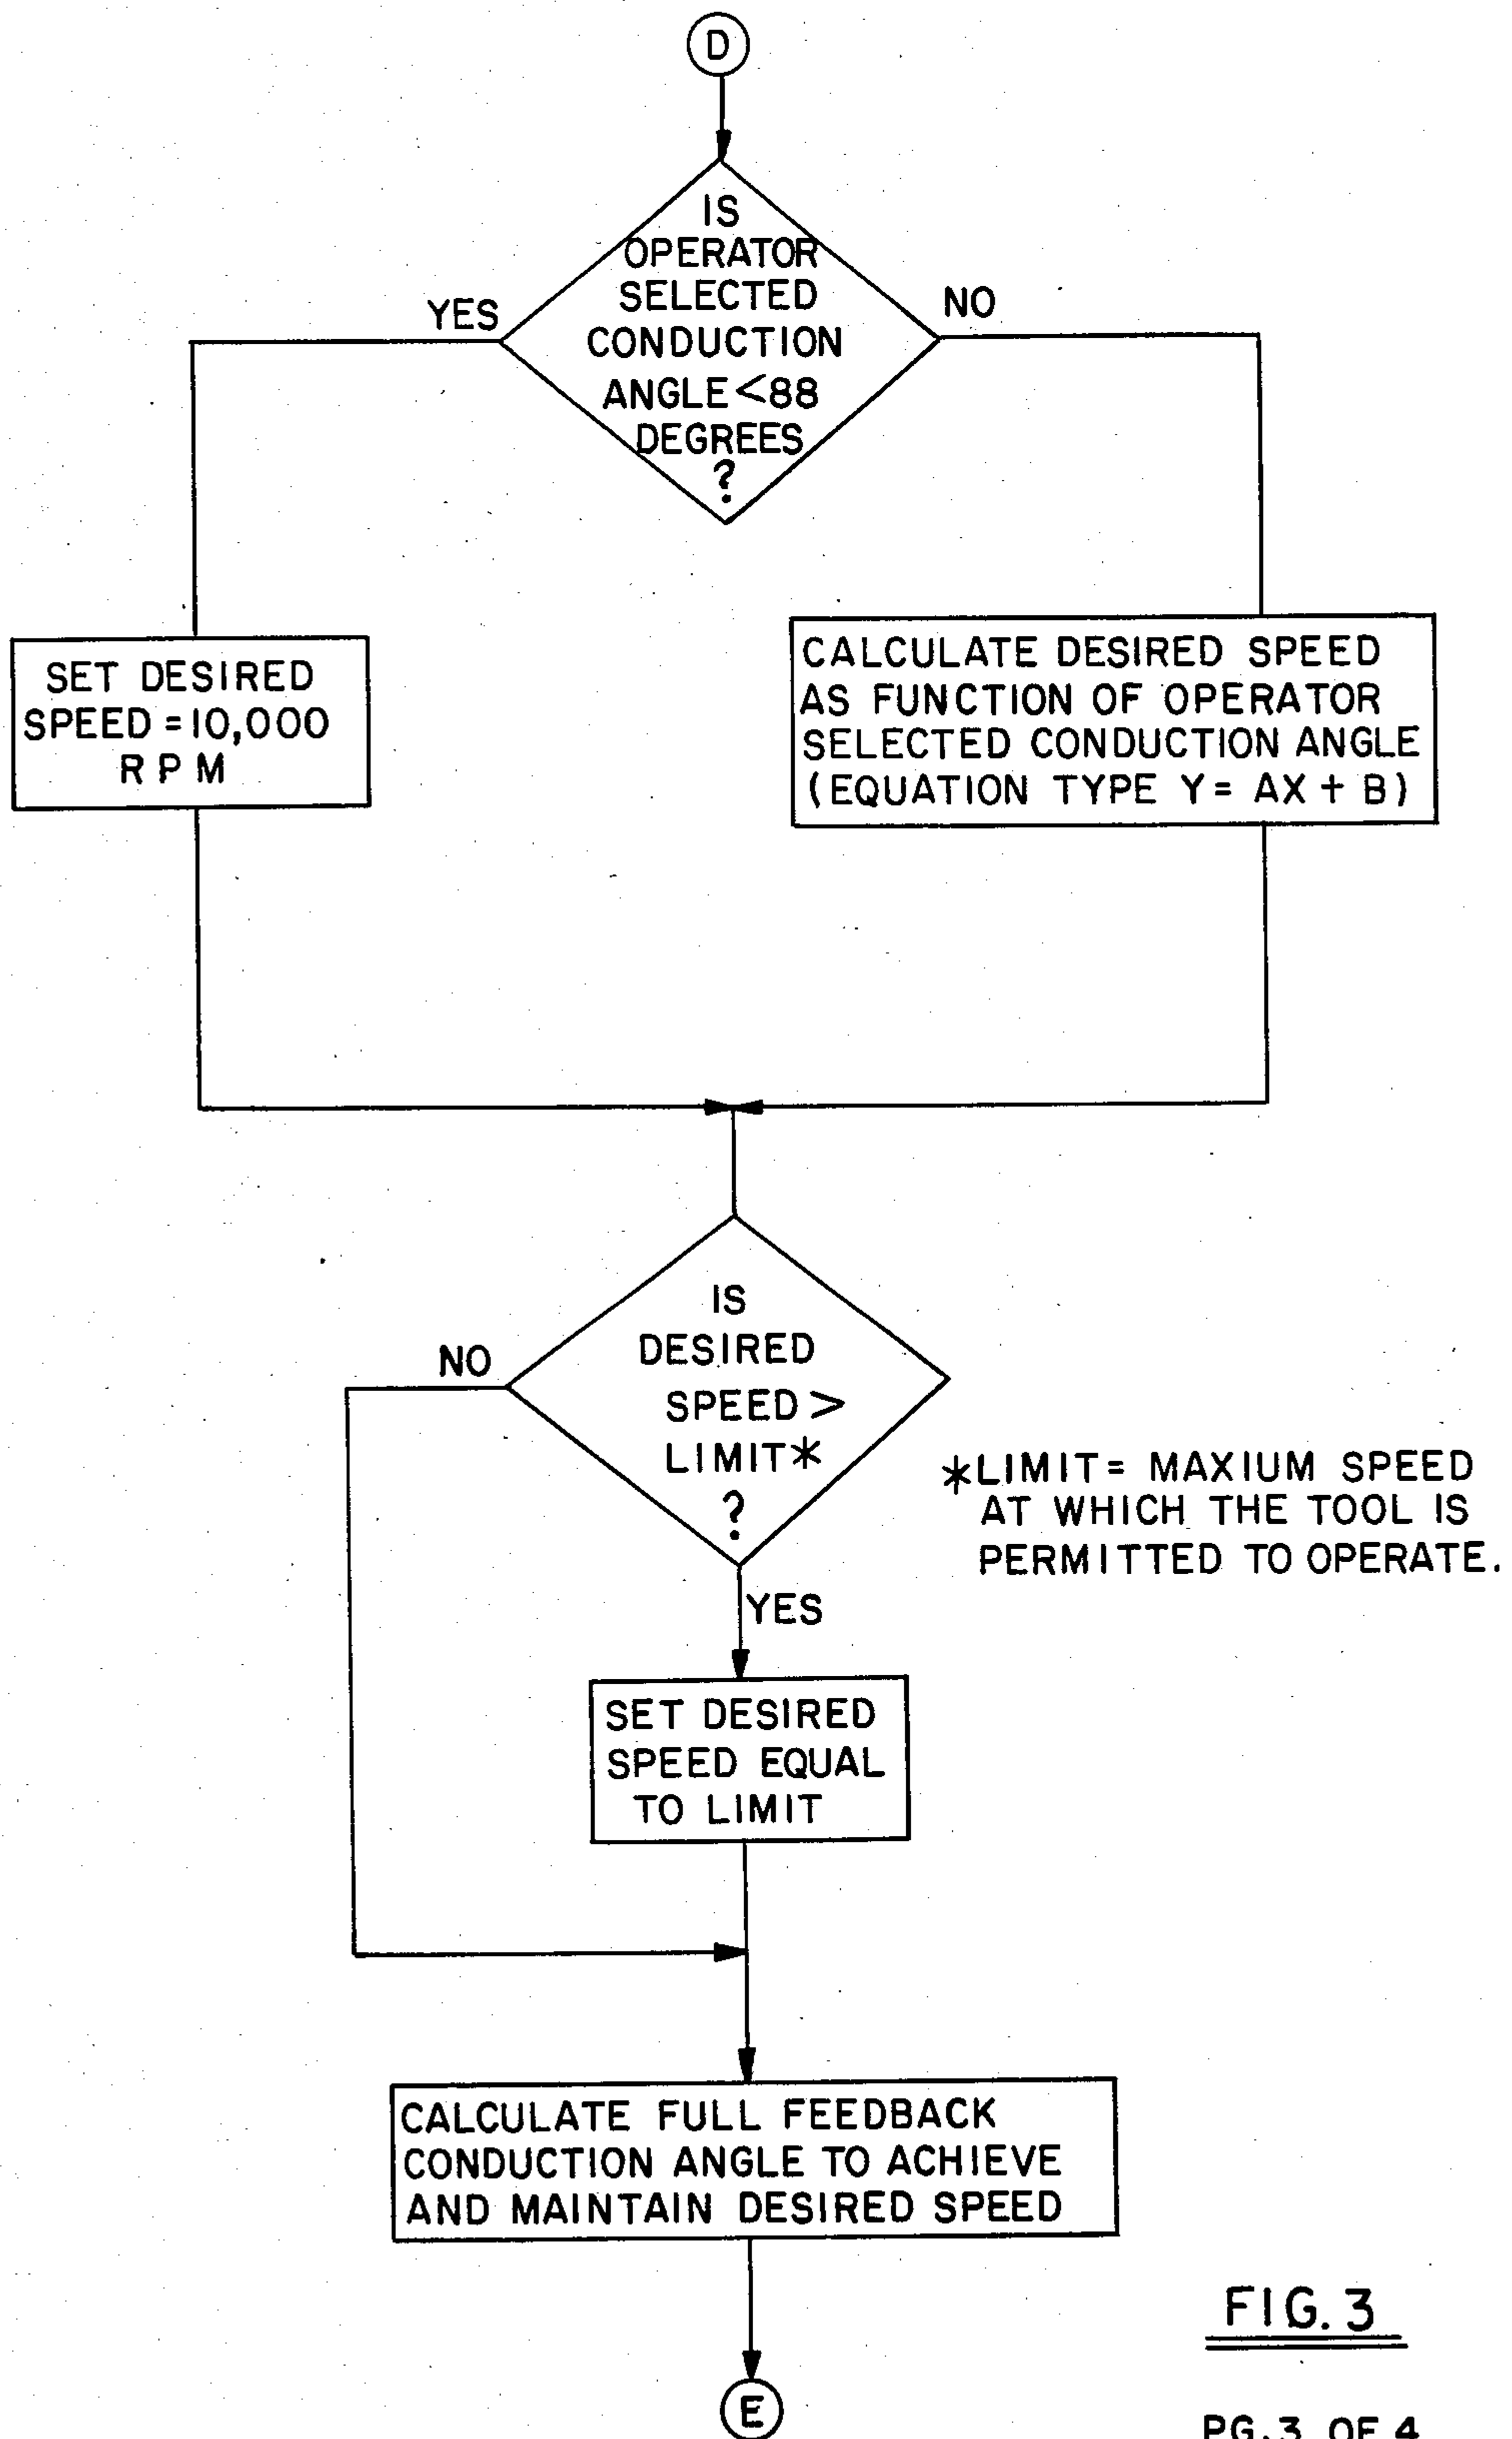 D
IS
OPERATOR
SELECTED
CONDUCTION
ANGLE<88
DEGREES
?
YES
NO
SET DESIRED
SPEED=10,000
RPM
CALCULATE DESIRED SPEED
AS FUNCTION OF OPERATOR
SELECTED CONDUCTION ANGLE
(EQUATION TYPE Y= AX + B)
IS
DESIRED
SPEED>
LIMIT*
?
NO
*LIMIT= MAXIUM SPEED
AT WHICH THE TOOL IS
PERMITTED TO OPERATE.
YES
SET DESIRED
SPEED EQUAL
TO LIMIT
CALCULATE FULL FEEDBACK
CONDUCTION ANGLE TO ACHIEVE
AND MAINTAIN DESIRED SPEED
E
FIG. 3
PG. 3 OF 4